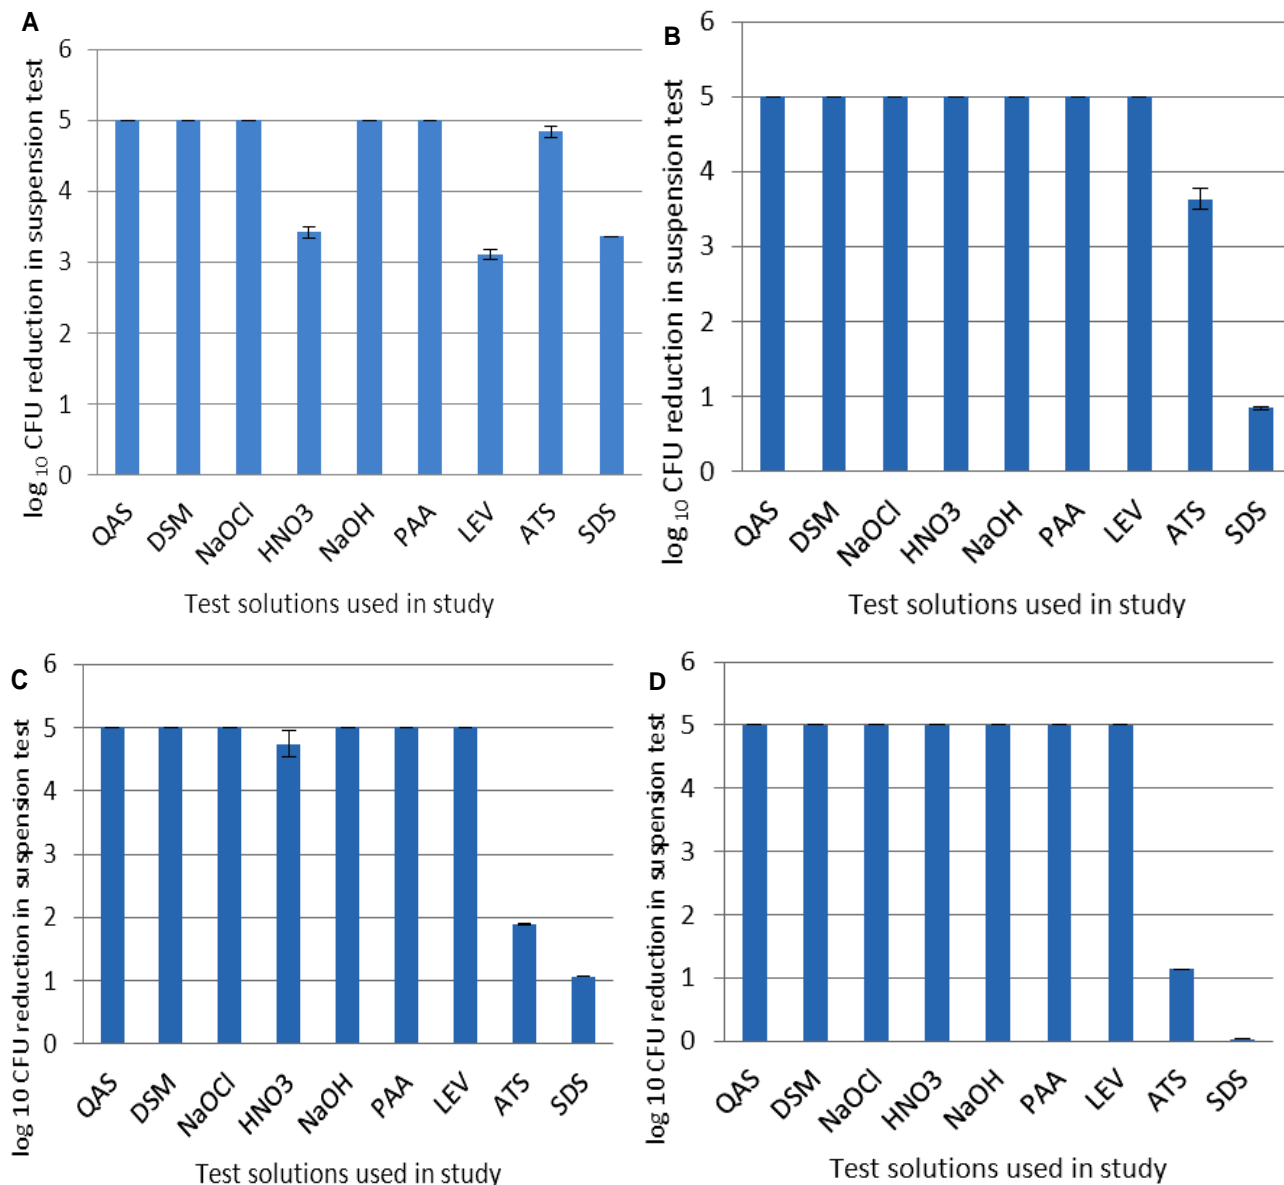 A
log 10 CFU reduction in suspension test
6
5
4
3
2
1
0
QAS
DSM
NaOCl
HNO3
NaOH
PAA
LEV
ATS
SDS
Test solutions used in study
B
log 10 CFU reduction in suspension test
6
5
4
3
2
1
0
QAS
DSM
NaOCl
HNO3
NaOH
PAA
LEV
ATS
SDS
Test solutions used in study
C
log 10 CFU reduction in suspension test
6
5
4
3
2
1
0
QAS
DSM
NaOCl
HNO3
NaOH
PAA
LEV
ATS
SDS
Test solutions used in study
D
log 10 CFU reduction in suspension test
6
5
4
3
2
1
0
QAS
DSM
NaOCl
HNO3
NaOH
PAA
LEV
ATS
SDS
Test solutions used in study